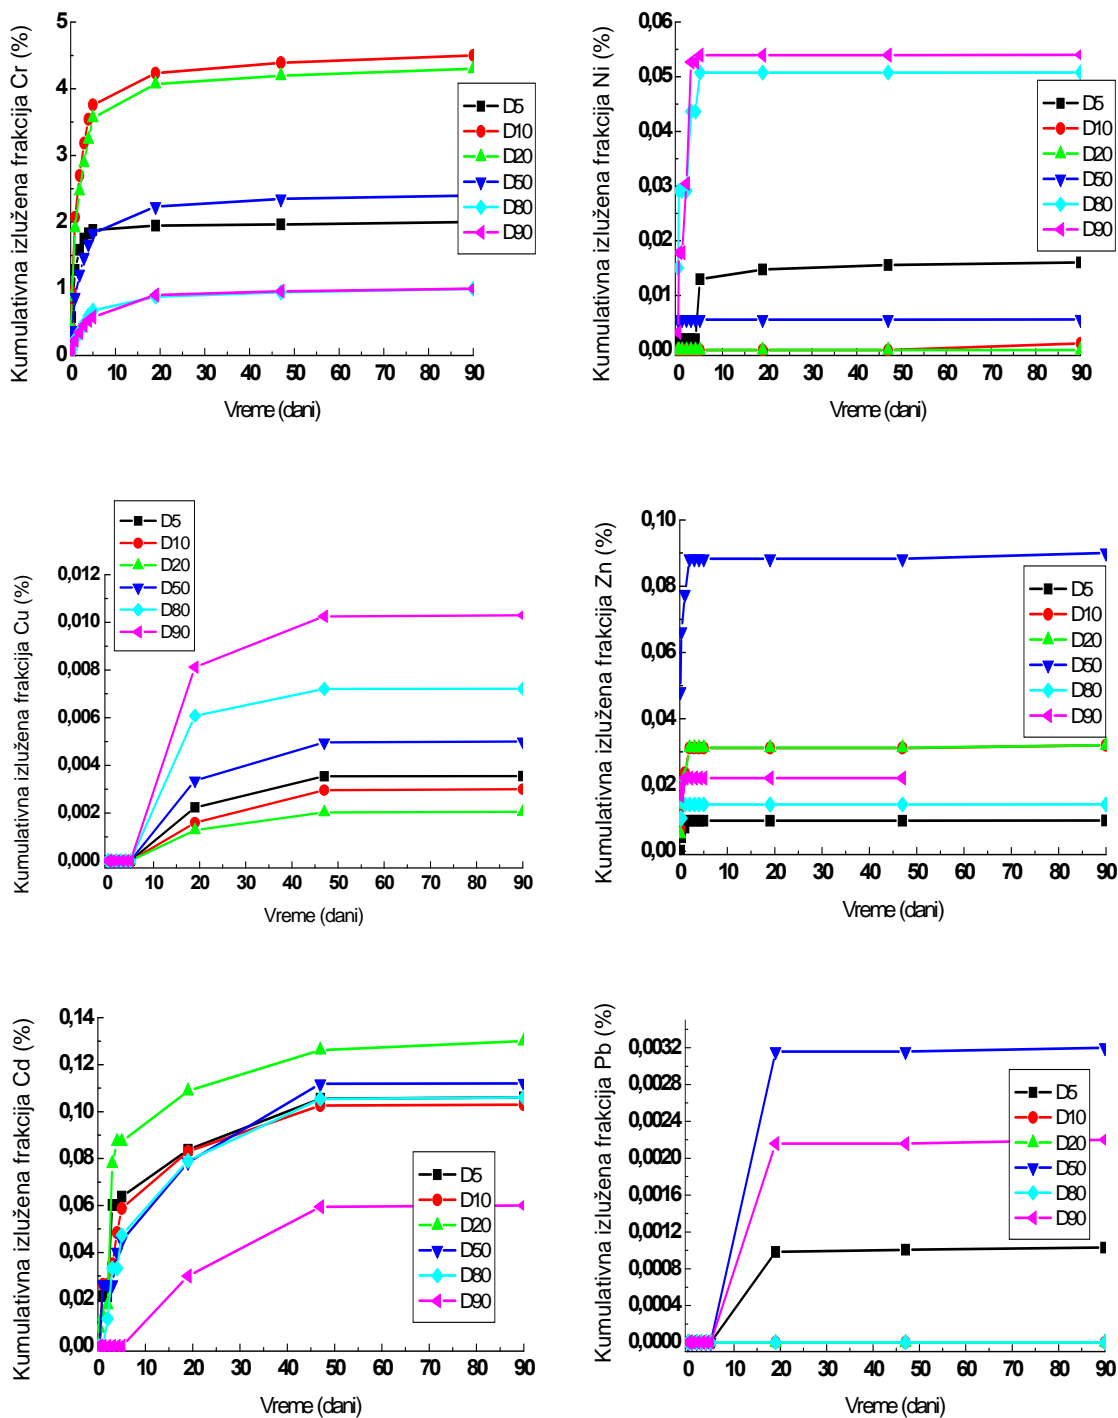 Kumulativna izlužena frakcija Cr (%)
5
4
3
2
1
0
0 10 20 30 40 50 60 70 80 90
Vreme (dani)
D5
D10
D20
D50
D80
D90
Kumulativna izlužena frakcija Ni (%)
0,06
0,05
0,04
0,03
0,02
0,01
0,00
0 10 20 30 40 50 60 70 80 90
Vreme (dani)
D5
D10
D20
D50
D80
D90
Kumulativna izlužena frakcija Cu (%)
0,012
0,010
0,008
0,006
0,004
0,002
0,000
0 10 20 30 40 50 60 70 80 90
Vreme (dani)
D5
D10
D20
D50
D80
D90
Kumulativna izlužena frakcija Zn (%)
0,10
0,08
0,06
0,04
0,02
0,00
0 10 20 30 40 50 60 70 80 90
Vreme (dani)
D5
D10
D20
D50
D80
D90
Kumulativna izlužena frakcija Cd (%)
0,14
0,12
0,10
0,08
0,06
0,04
0,02
0,00
0 10 20 30 40 50 60 70 80 90
Vreme (dani)
D5
D10
D20
D50
D80
D90
Kumulativna izlužena frakcija Pb (%)
0,0032
0,0028
0,0024
0,0020
0,0016
0,0012
0,0008
0,0004
0,0000
0 10 20 30 40 50 60 70 80 90
Vreme (dani)
D5
D10
D20
D50
D80
D90